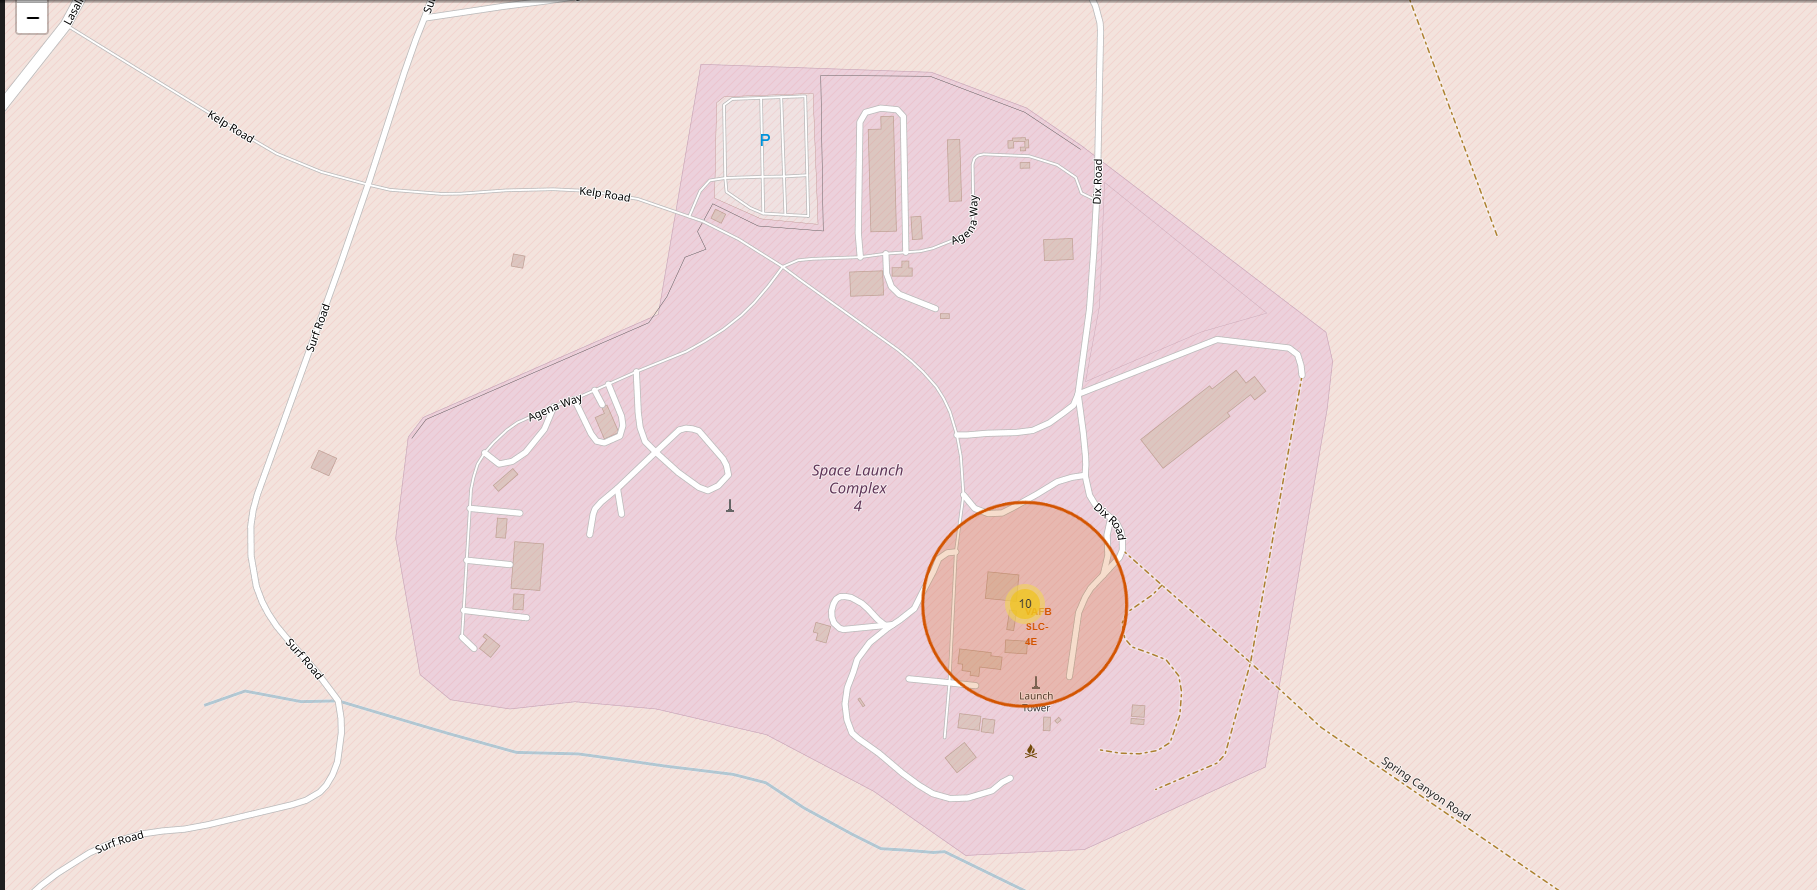 −
Kelp Road
P
Kelp Road
Dix Road
Agena Way
Surf Road
Agena Way
Space Launch
Complex
4
Dix Road
10
SLC-
4E
Surf Road
Launch
Tower
Spring Canyon Road
Surf Road